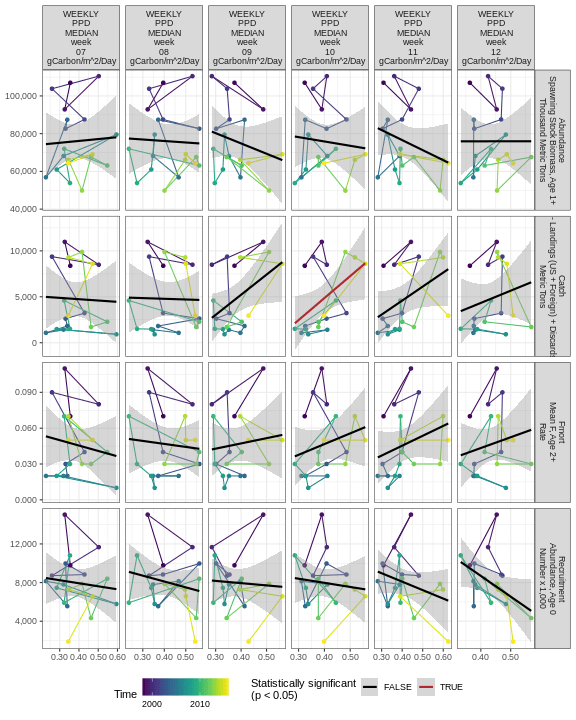 WEEKLY
PPD
MEDIAN
week
07
gCarbon/m^2/Day
WEEKLY
PPD
MEDIAN
week
08
gCarbon/m^2/Day
WEEKLY
PPD
MEDIAN
week
09
gCarbon/m^2/Day
WEEKLY
PPD
MEDIAN
week
10
gCarbon/m^2/Day
WEEKLY
PPD
MEDIAN
week
11
gCarbon/m^2/Day
WEEKLY
PPD
MEDIAN
week
12
gCarbon/m^2/Day
100,000
80,000
60,000
40,000
Abundance
Spawning Stock Biomass, Age 1+
Thousand Metric Tons
10,000
5,000
0
Catch
- Landings (US + Foreign) + Discards
Metric Tons
0.090
0.060
0.030
0.000
Fmort
Mean F, Age 2+
Rate
12,000
8,000
4,000
Recruitment
Abundance, Age 0
Number x 1,000
0.30 0.40 0.50 0.60
0.30 0.40 0.50
0.30 0.40 0.50
0.30 0.40 0.50
0.30 0.40 0.50 0.60
0.40 0.50
Time
2000 2010
Statistically significant
(p < 0.05)
FALSE
TRUE